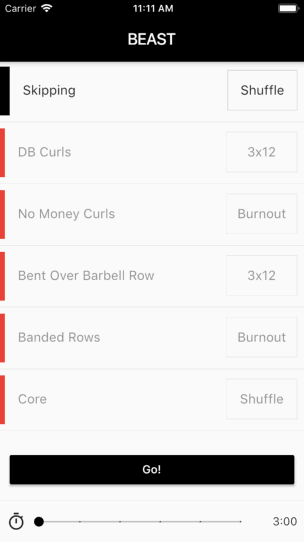 Carrier 11:11 AM
BEAST
Skipping Shuffle
DB Curls 3x12
No Money Curls Burnout
Bent Over Barbell Row 3x12
Banded Rows Burnout
Core Shuffle
Go!
3:00